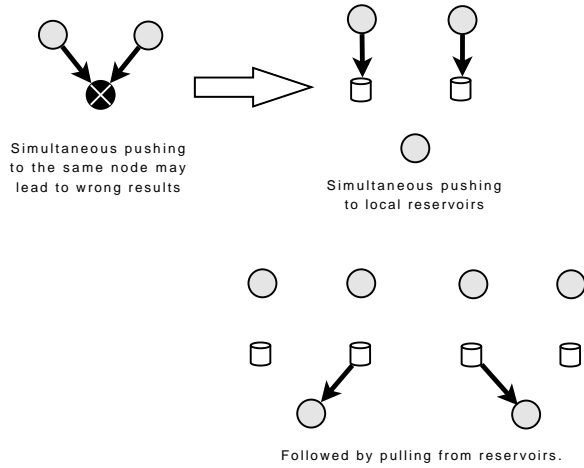 Simultaneous pushing
to the same node may
lead to wrong results
Simultaneous pushing
to local reservoirs
Followed by pulling from reservoirs.